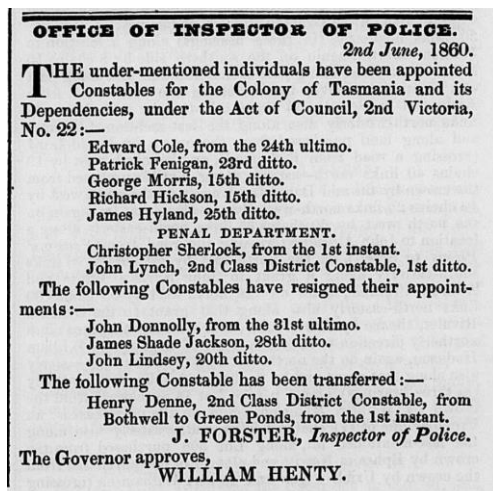 OFFICE OF INSPECTOR OF POLICE.
2nd June, 1860.
THE under-mentioned individuals have been appointed
Constables for the Colony of Tasmania and its
Dependencies, under the Act of Council, 2nd Victoria,
No. 22:—
Edward Cole, from the 24th ultimo.
Patrick Fenigan, 23rd ditto.
George Morris, 15th ditto.
Richard Hickson, 15th ditto.
James Hyland, 25th ditto.
PENAL DEPARTMENT.
Christopher Sherlock, from the 1st instant.
John Lynch, 2nd Class District Constable, 1st ditto.
The following Constables have resigned their appoint-
ments:—
John Donnolly, from the 31st ultimo.
James Shade Jackson, 28th ditto.
John Lindsey, 20th ditto.
The following Constable has been transferred:—
Henry Denne, 2nd Class District Constable, from
Bothwell to Green Ponds, from the 1st instant.
J. FORSTER, Inspector of Police.
The Governor approves,
WILLIAM HENTY.